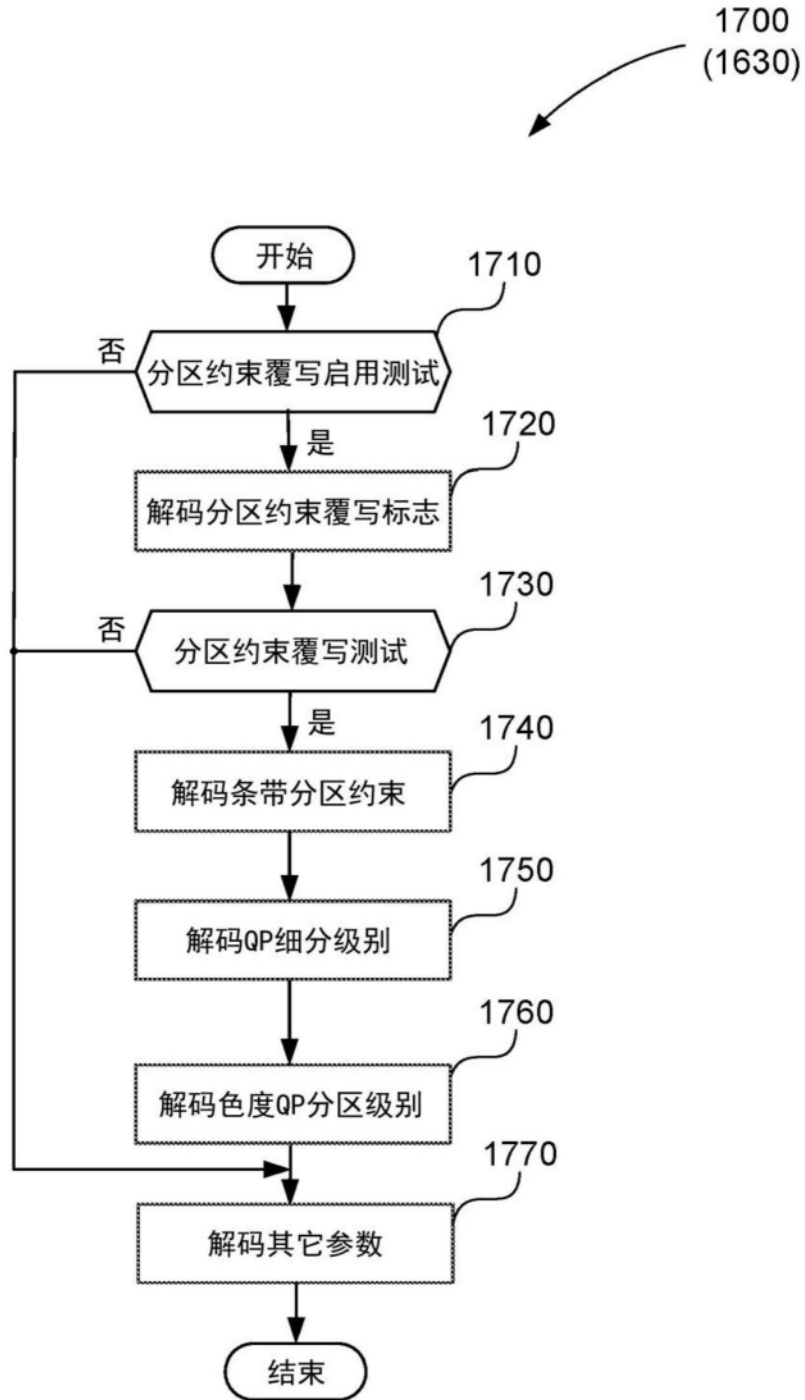 1700
(1630)
开始
1710
否
分区约束覆写启用测试
是
1720
解码分区约束覆写标志
1730
否
分区约束覆写测试
是
1740
解码条带分区约束
1750
解码QP细分级别
1760
解码色度QP分区级别
1770
解码其它参数
结束